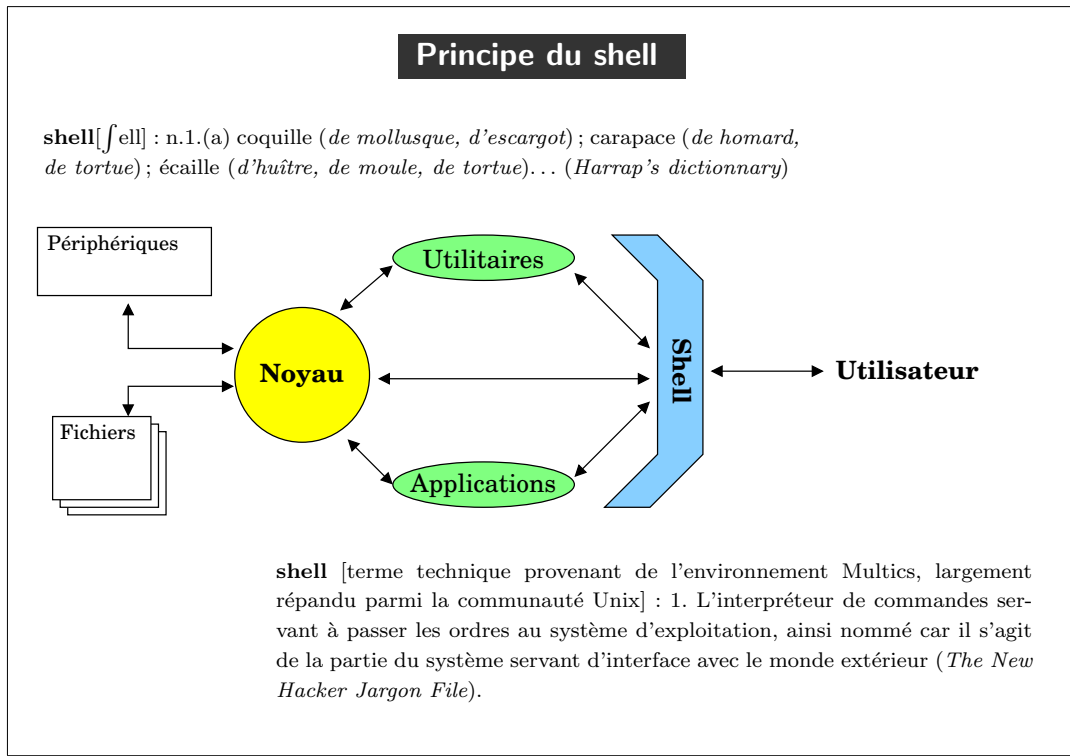 Principe du shell
shell[∫ell] : n.1.(a) coquille (de mollusque, d'escargot) ; carapace (de homard,
de tortue) ; écaille (d'huître, de moule, de tortue)... (Harrap's dictionnary)
Périphériques
Utilitaires
Noyau
Shell
Utilisateur
Fichiers
Applications
shell [terme technique provenant de l'environnement Multics, largement
répandu parmi la communauté Unix] : 1. L'interpréteur de commandes ser-
vant à passer les ordres au système d'exploitation, ainsi nommé car il s'agit
de la partie du système servant d'interface avec le monde extérieur (The New
Hacker Jargon File).